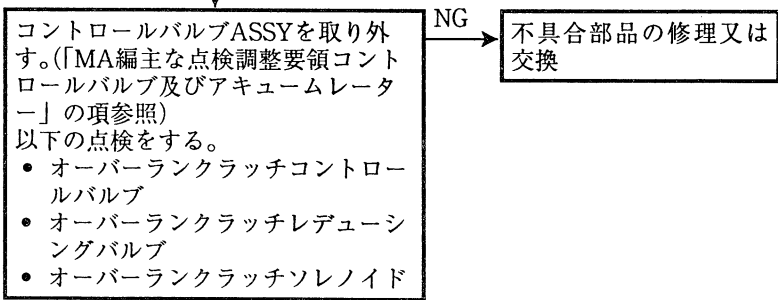 コントロールバルブASSYを取り外
す。(「MA編主な点検調整要領コント
ロールバルブ及びアキュームレータ
ー」の項参照)
以下の点検をする。
• オーバーランクラッチコントロー
ルバルブ
• オーバーランクラッチレデューシ
ングバルブ
• オーバーランクラッチソレノイド
NG
不具合部品の修理又は
交換